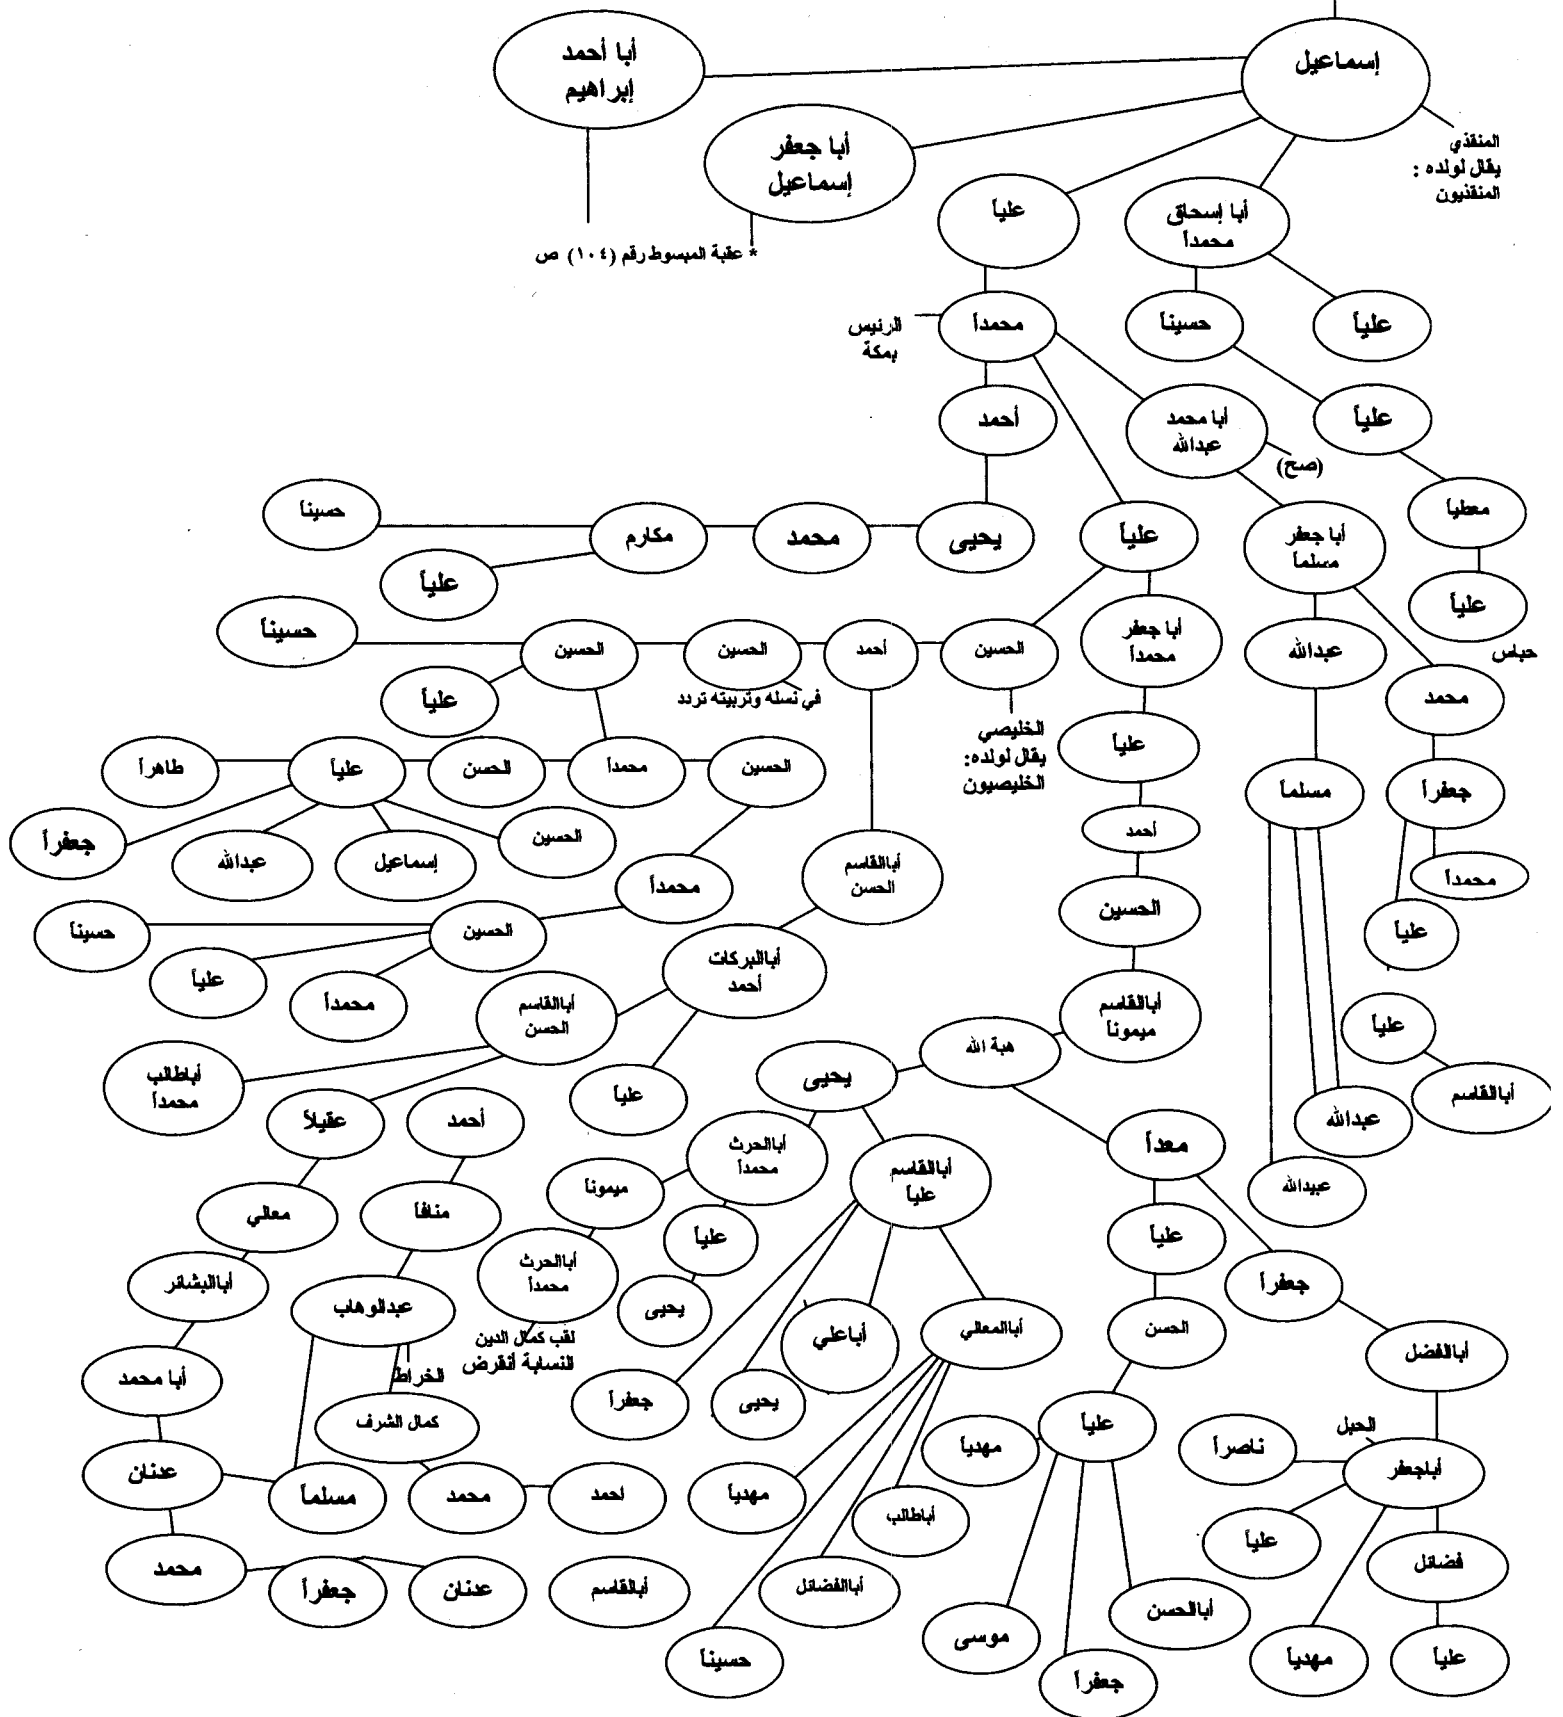 إسماعيل
أبا أحمد
إبراهيم
المنقذي
يقال لولده :
المنقذيون
أبا جعفر
إسماعيل
علياً
أبا إسحاق
محمداً
* عقبة المبسوط رقم (١٠٤) ص
علياً
حسيناً
محمداً
الرئيس
بمكة
علياً
أبا محمد
عبدالله
(صح)
أحمد
معطياً
أبا جعفر
مسلماً
علياً
يحيى
محمد
مكارم
حسيناً
علياً
علياً
حباس
عبدالله
أبا جعفر
محمداً
الحسين
أحمد
الحسين
الحسين
حسيناً
علياً
في نسله وتربيته تردد
الخليصي
يقال لولده:
الخليصيون
محمد
علياً
الحسين
محمداً
الحسن
علياً
طاهراً
جعفراً
مسلماً
أحمد
الحسين
إسماعيل
عبدالله
جعفراً
محمداً
أباالقاسم
الحسن
محمداً
علياً
الحسين
الحسين
حسيناً
علياً
محمداً
أباالبركات
أحمد
أباالقاسم
الحسن
أباالقاسم
ميموناً
علياً
أبالقاسم
هبة الله
يحيى
علياً
أباطالب
محمداً
عبدالله
عبيدالله
معداً
أباالحرث
محمداً
أباالقاسم
علياً
أحمد
عقيلاً
ميموناً
منافاً
معالي
علياً
علياً
جعفراً
أباالحرث
محمداً
لقب كمال الدين
النسابة أنقرض
يحيى
أباعلي
أباالمعالي
الحسن
أباالفضل
أباالبشائر
عبدالوهاب
الخراط
أبا محمد
كمال الشرف
جعفراً
يحيى
علياً
مهدياً
ناصراً
الحبل
أباجعفر
عدنان
مسلماً
محمد
احمد
مهدياً
أباطالب
علياً
فضائل
محمد
جعفراً
عدنان
أبالقاسم
أباالفضائل
أباالحسن
حسيناً
موسى
جعفراً
مهدياً
علياً